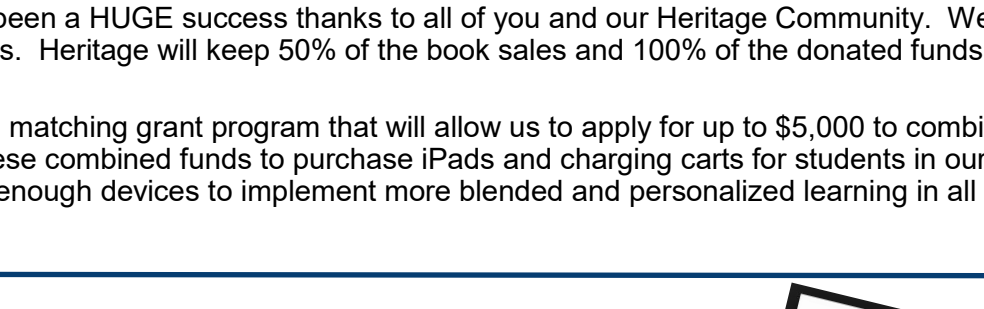 been a HUGE success thanks to all of you and our Heritage Community.  We
s.  Heritage will keep 50% of the book sales and 100% of the donated funds
matching grant program that will allow us to apply for up to $5,000 to combi
ese combined funds to purchase iPads and charging carts for students in our
enough devices to implement more blended and personalized learning in all